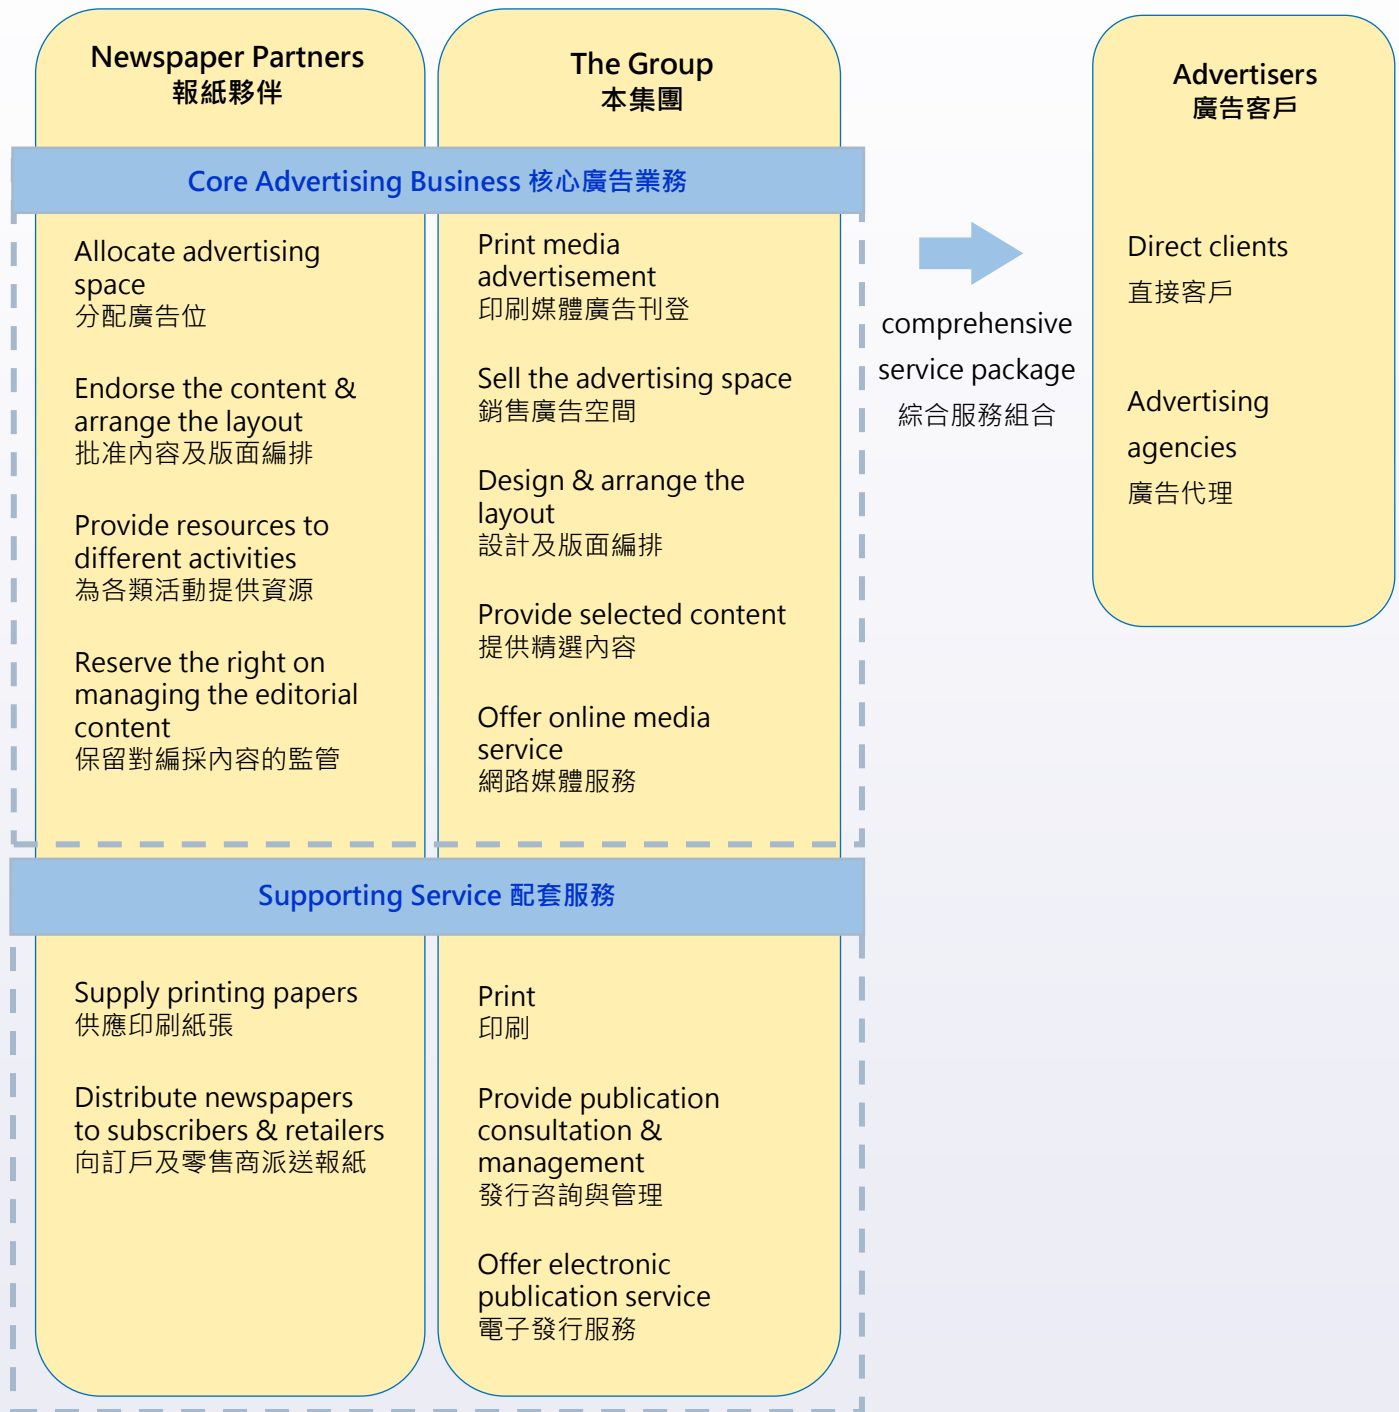 Newspaper Partners
報紙夥伴
The Group
本集團
Advertisers
廣告客戶
Core Advertising Business 核心廣告業務
Allocate advertising
space
分配廣告位
Endorse the content &
arrange the layout
批准內容及版面編排
Provide resources to
different activities
為各類活動提供資源
Reserve the right on
managing the editorial
content
保留對編採內容的監管
Print media
advertisement
印刷媒體廣告刊登
Sell the advertising space
銷售廣告空間
Design & arrange the
layout
設計及版面編排
Provide selected content
提供精選內容
Offer online media
service
網路媒體服務
comprehensive
service package
綜合服務組合
Direct clients
直接客戶
Advertising
agencies
廣告代理
Supporting Service 配套服務
Supply printing papers
供應印刷紙張
Distribute newspapers
to subscribers & retailers
向訂戶及零售商派送報紙
Print
印刷
Provide publication
consultation &
management
發行咨詢與管理
Offer electronic
publication service
電子發行服務